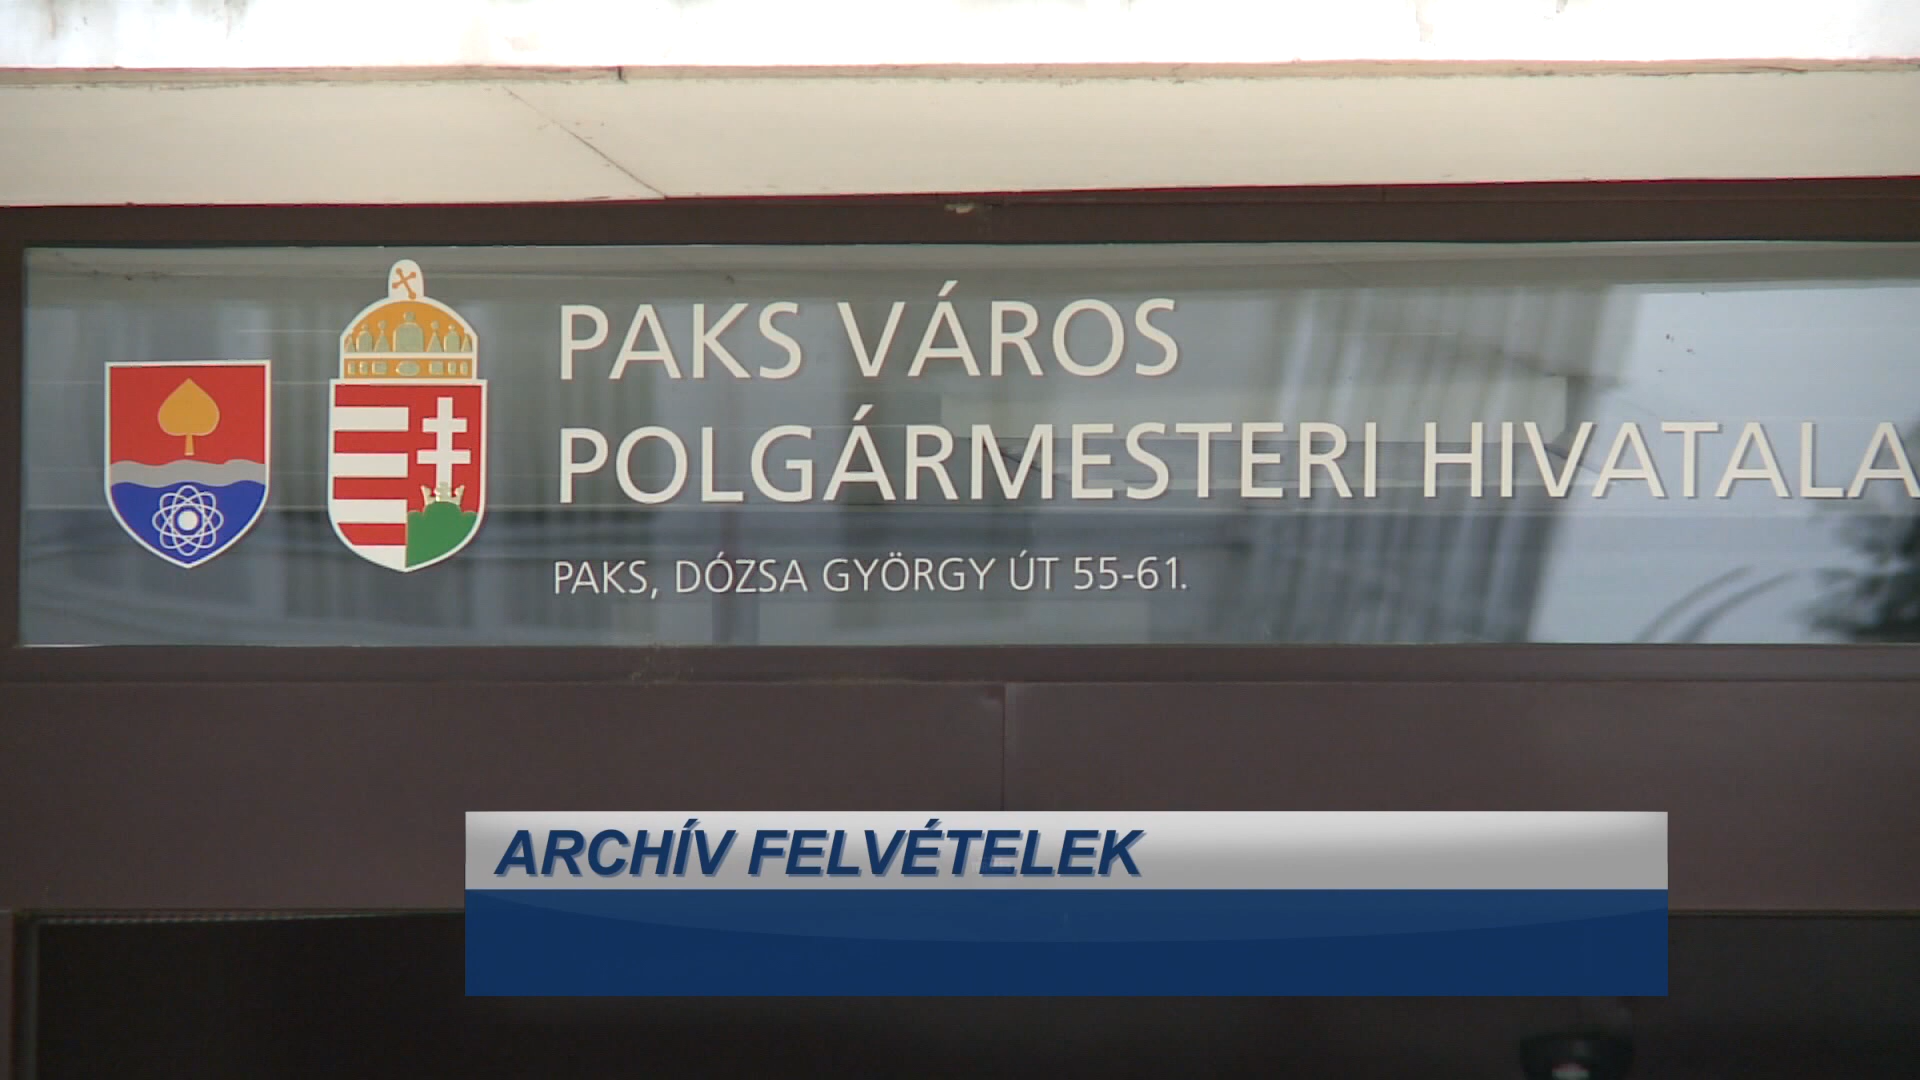 PAKS VÁROS
POLGÁRMESTERI HIVATALA
PAKS, DÓZSA GYÖRGY ÚT 55-61.
ARCHÍV FELVÉTELEK